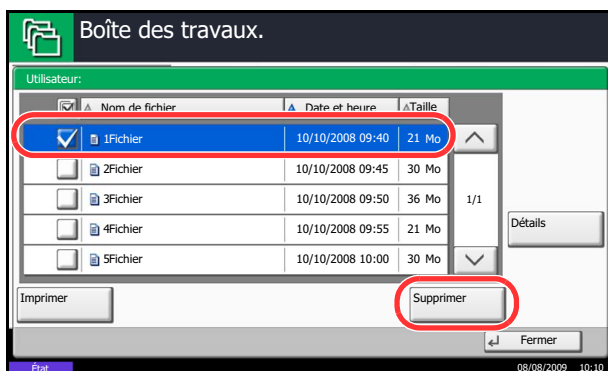 Boîte des travaux.
Utilisateur:
Nom de fichier Date et heure Taille
1Fichier 10/10/2008 09:40 21 Mo
2Fichier 10/10/2008 09:45 30 Mo
3Fichier 10/10/2008 09:50 36 Mo 1/1
4Fichier 10/10/2008 09:55 21 Mo Détails
5Fichier 10/10/2008 10:00 30 Mo
Imprimer Supprimer
Fermer
État 08/08/2009 10:10